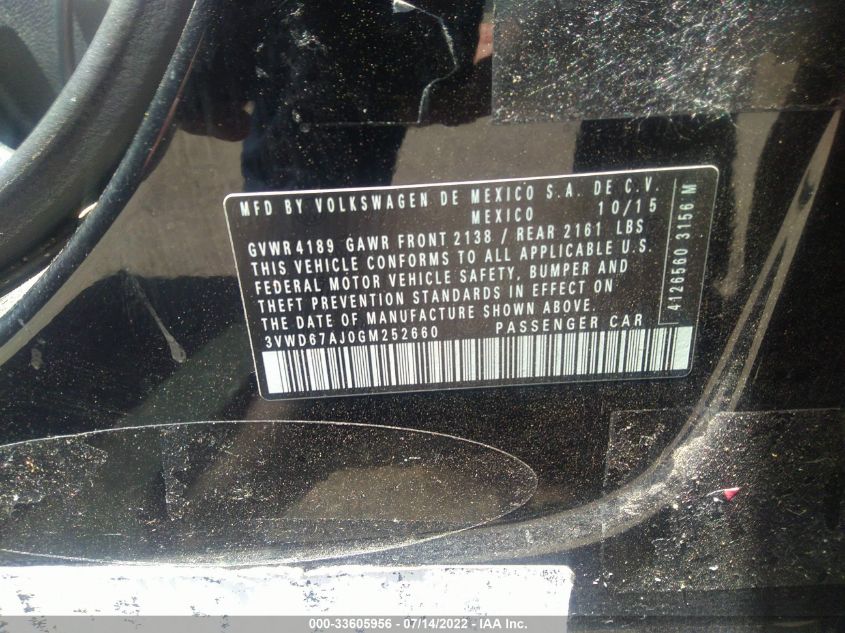 MFD BY VOLKSWAGEN DE MEXICO S.A. DE C.V.
MEXICO 10/15
GVWR 4189 GAWR FRONT 2138 / REAR 2161 LBS
THIS VEHICLE CONFORMS TO ALL APPLICABLE U.S.
FEDERAL MOTOR VEHICLE SAFETY, BUMPER AND
THEFT PREVENTION STANDARDS IN EFFECT ON
THE DATE OF MANUFACTURE SHOWN ABOVE.
3VWD67AJ0GM252660 PASSENGER CAR
4126560 3156 M
000-33605956 - 07/14/2022 - IAA Inc.